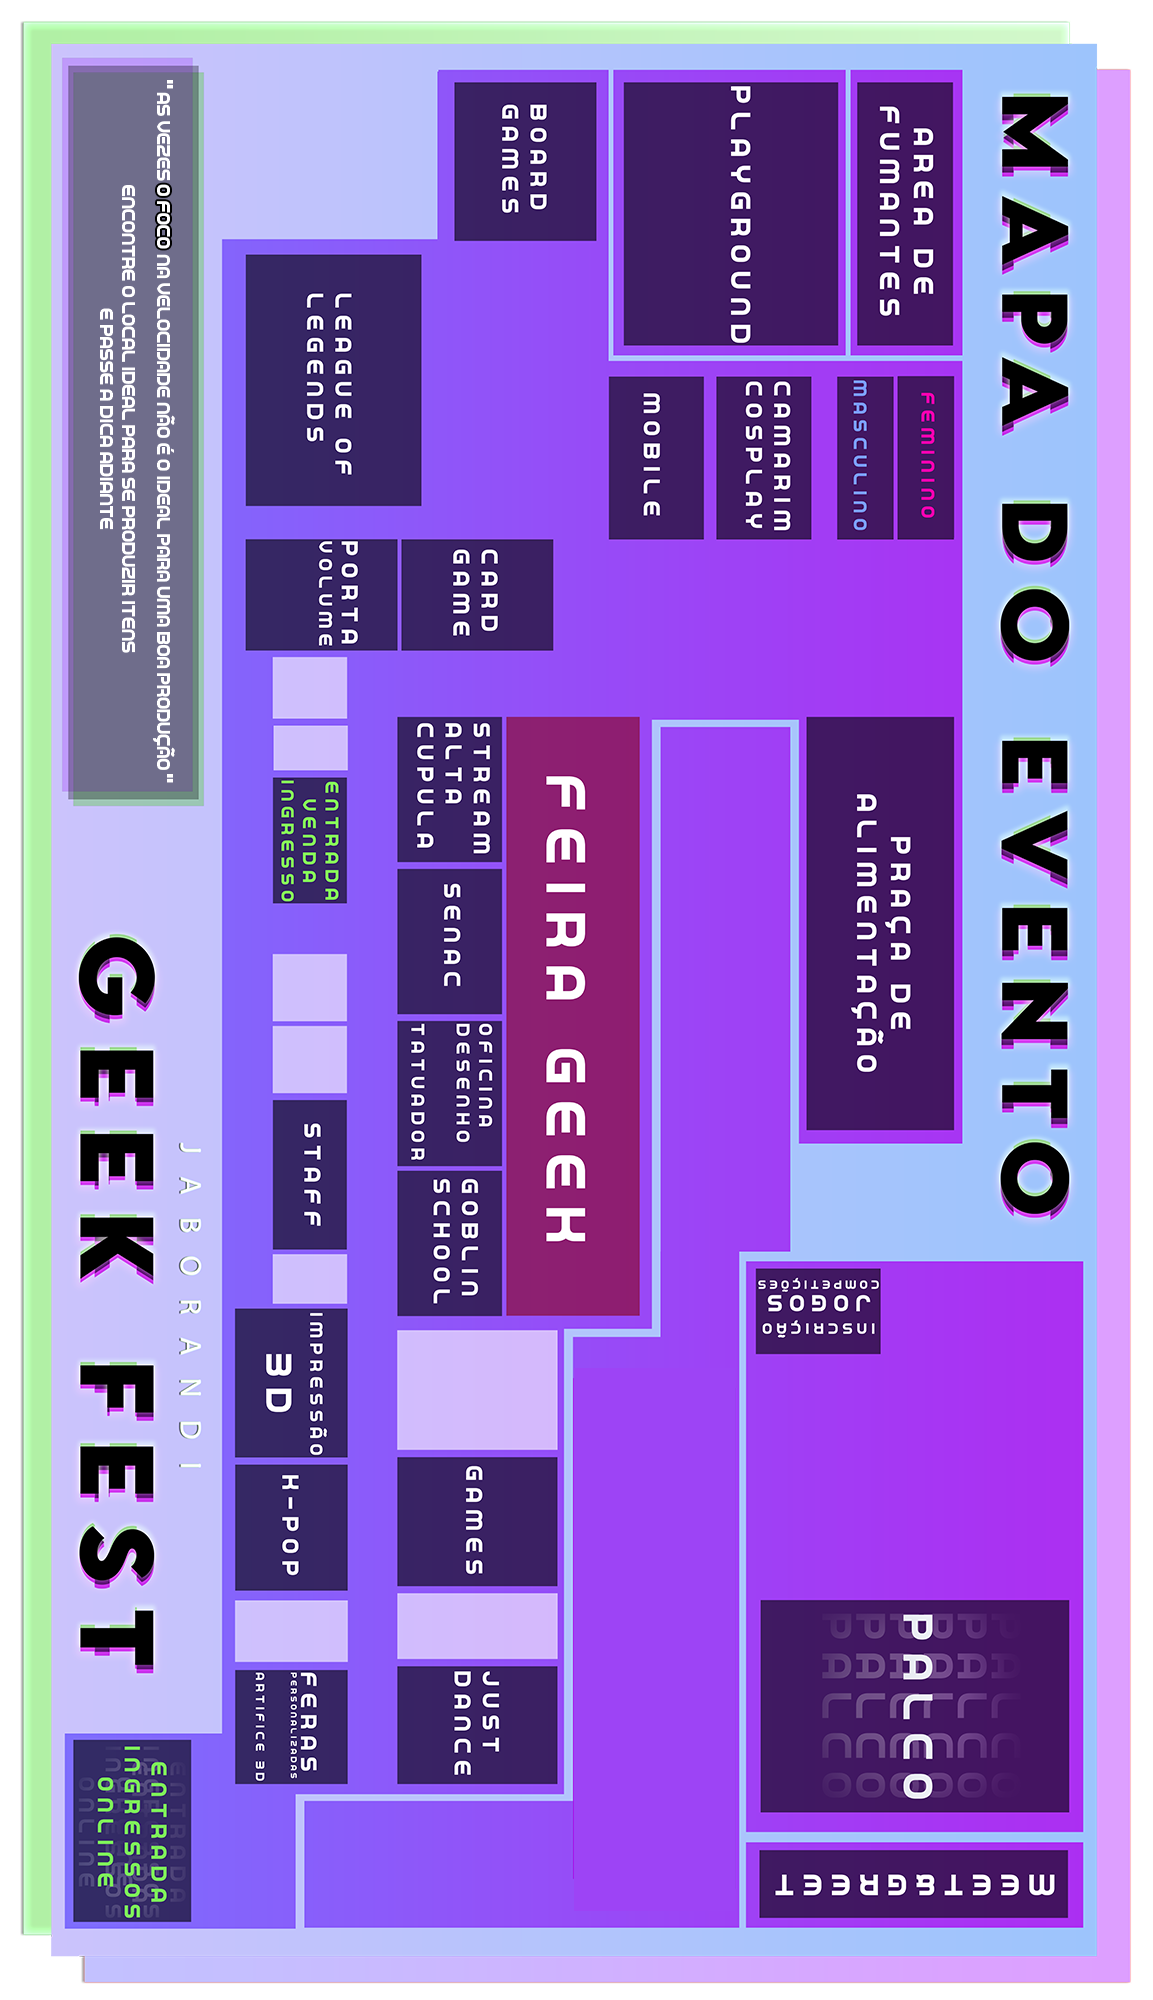 MAPA DO EVENTO
AREA DE
FUMANTES
PLAYGROUND
BOARD
GAMES
FEMININO
MASCULINO
CAMARIM
COSPLAY
MOBILE
LEAGUE OF
LEGENDS
CARD
GAME
PORTA
VOLUME
PRAÇA DE
ALIMENTAÇÃO
FEIRA GEEK
STREAM
ALTA
CUPULA
SENAC
OFICINA
DESENHO
TATUADOR
GOBLIN
SCHOOL
ENTRADA
VENDA
INGRESSO
STAFF
IMPRESSÃO
3D
K-POP
FERAS
PERSONALIZADAS
ARTIFICE 3D
GAMES
JUST
DANCE
INSCRIÇÃO
JOGOS
COMPETIÇÕES
PALCO
MEET&GREET
ENTRADA
INGRESSOS
ONLINE
"AS VEZES O FOCO NA VELOCIDADE NÃO É O IDEAL PARA UMA BOA PRODUÇÃO"
ENCONTRE O LOCAL IDEAL PARA SE PRODUZIR ITENS
E PASSE A DICA ADIANTE
JABORANDI
GEEK FEST